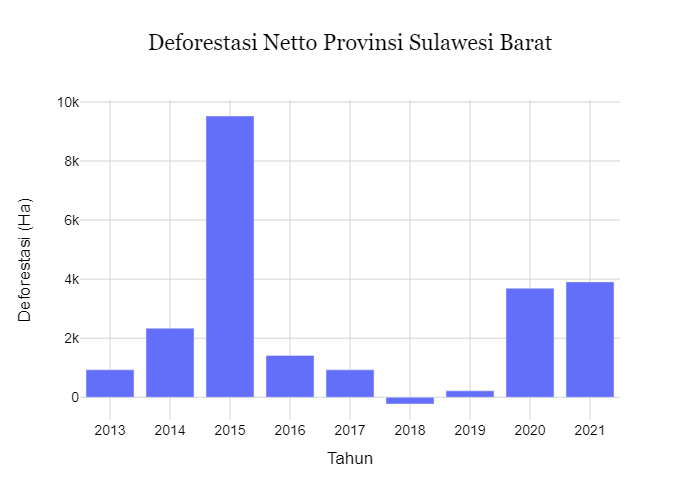 Deforestasi Netto Provinsi Sulawesi Barat
10k
8k
6k
4k
2k
0
Deforestasi (Ha)
2013 2014 2015 2016 2017 2018 2019 2020 2021
Tahun